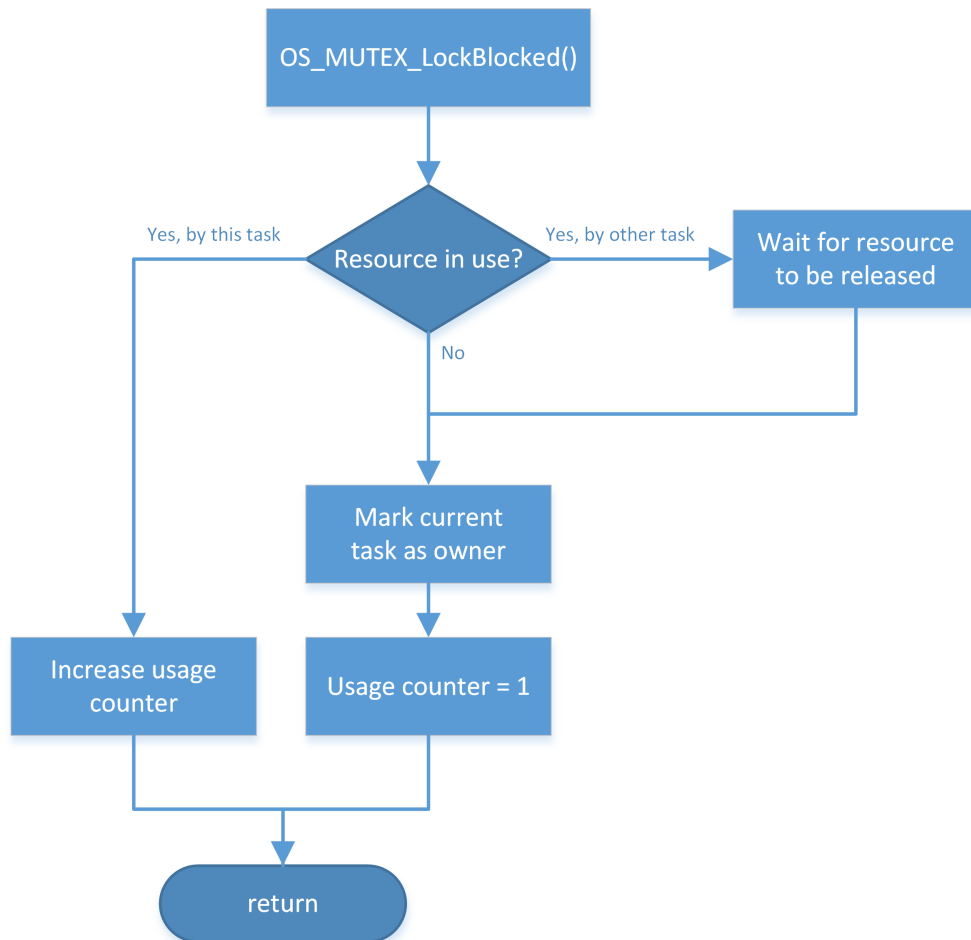 OS_MUTEX_LockBlocked()
Yes, by this task
Resource in use?
Yes, by other task
Wait for resource
to be released
No
Mark current
task as owner
Increase usage
counter
Usage counter = 1
return